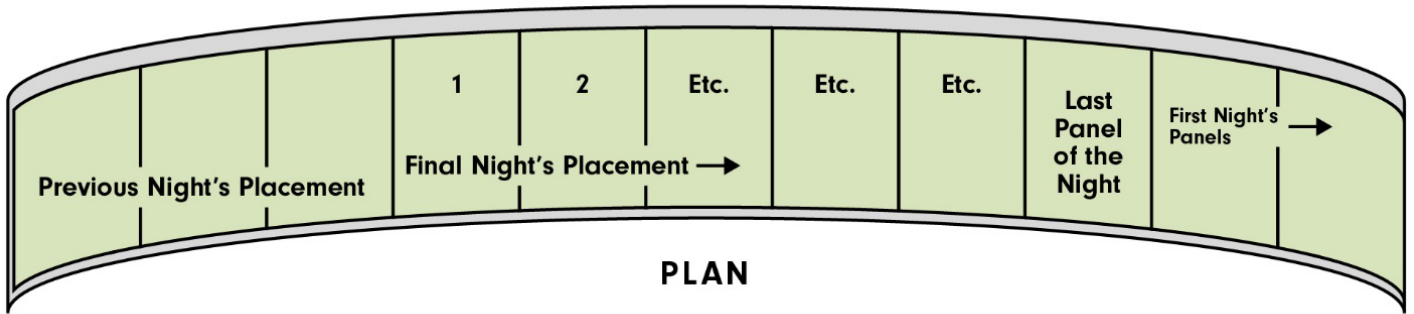 1
2
Etc.
Etc.
Etc.
Last
Panel
of the
Night
First Night's
Panels
Final Night's Placement
Previous Night's Placement
PLAN